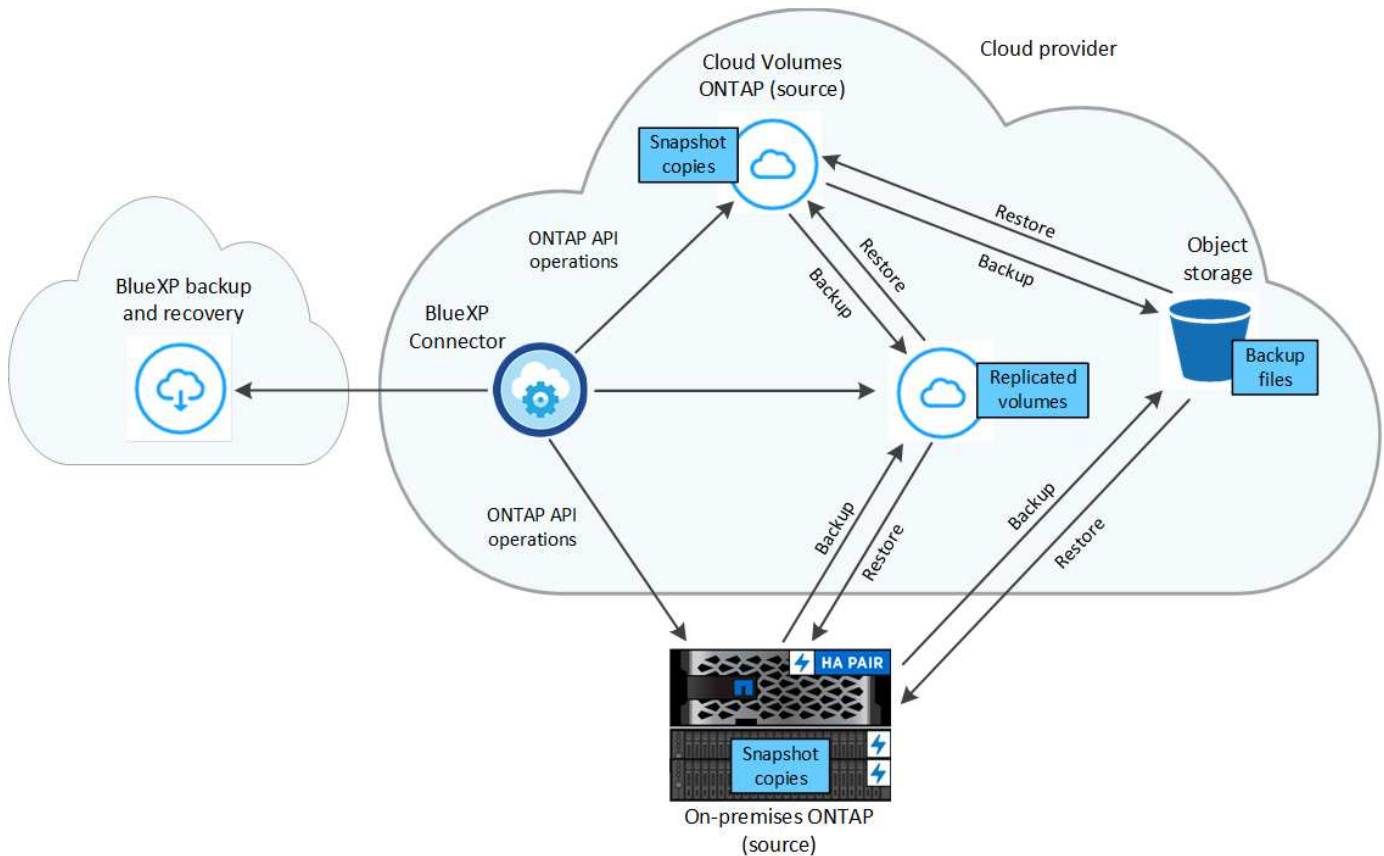 Cloud provider
Cloud Volumes
ONTAP (source)
Snapshot
copies
Restore
Backup
Restore
Backup
Object
storage
Backup
files
ONTAP API
operations
BlueXP backup
and recovery
BlueXP
Connector
Replicated
volumes
ONTAP API
operations
Backup
Restore
Backup
Restore
HA PAIR
Snapshot
copies
On-premises ONTAP
(source)